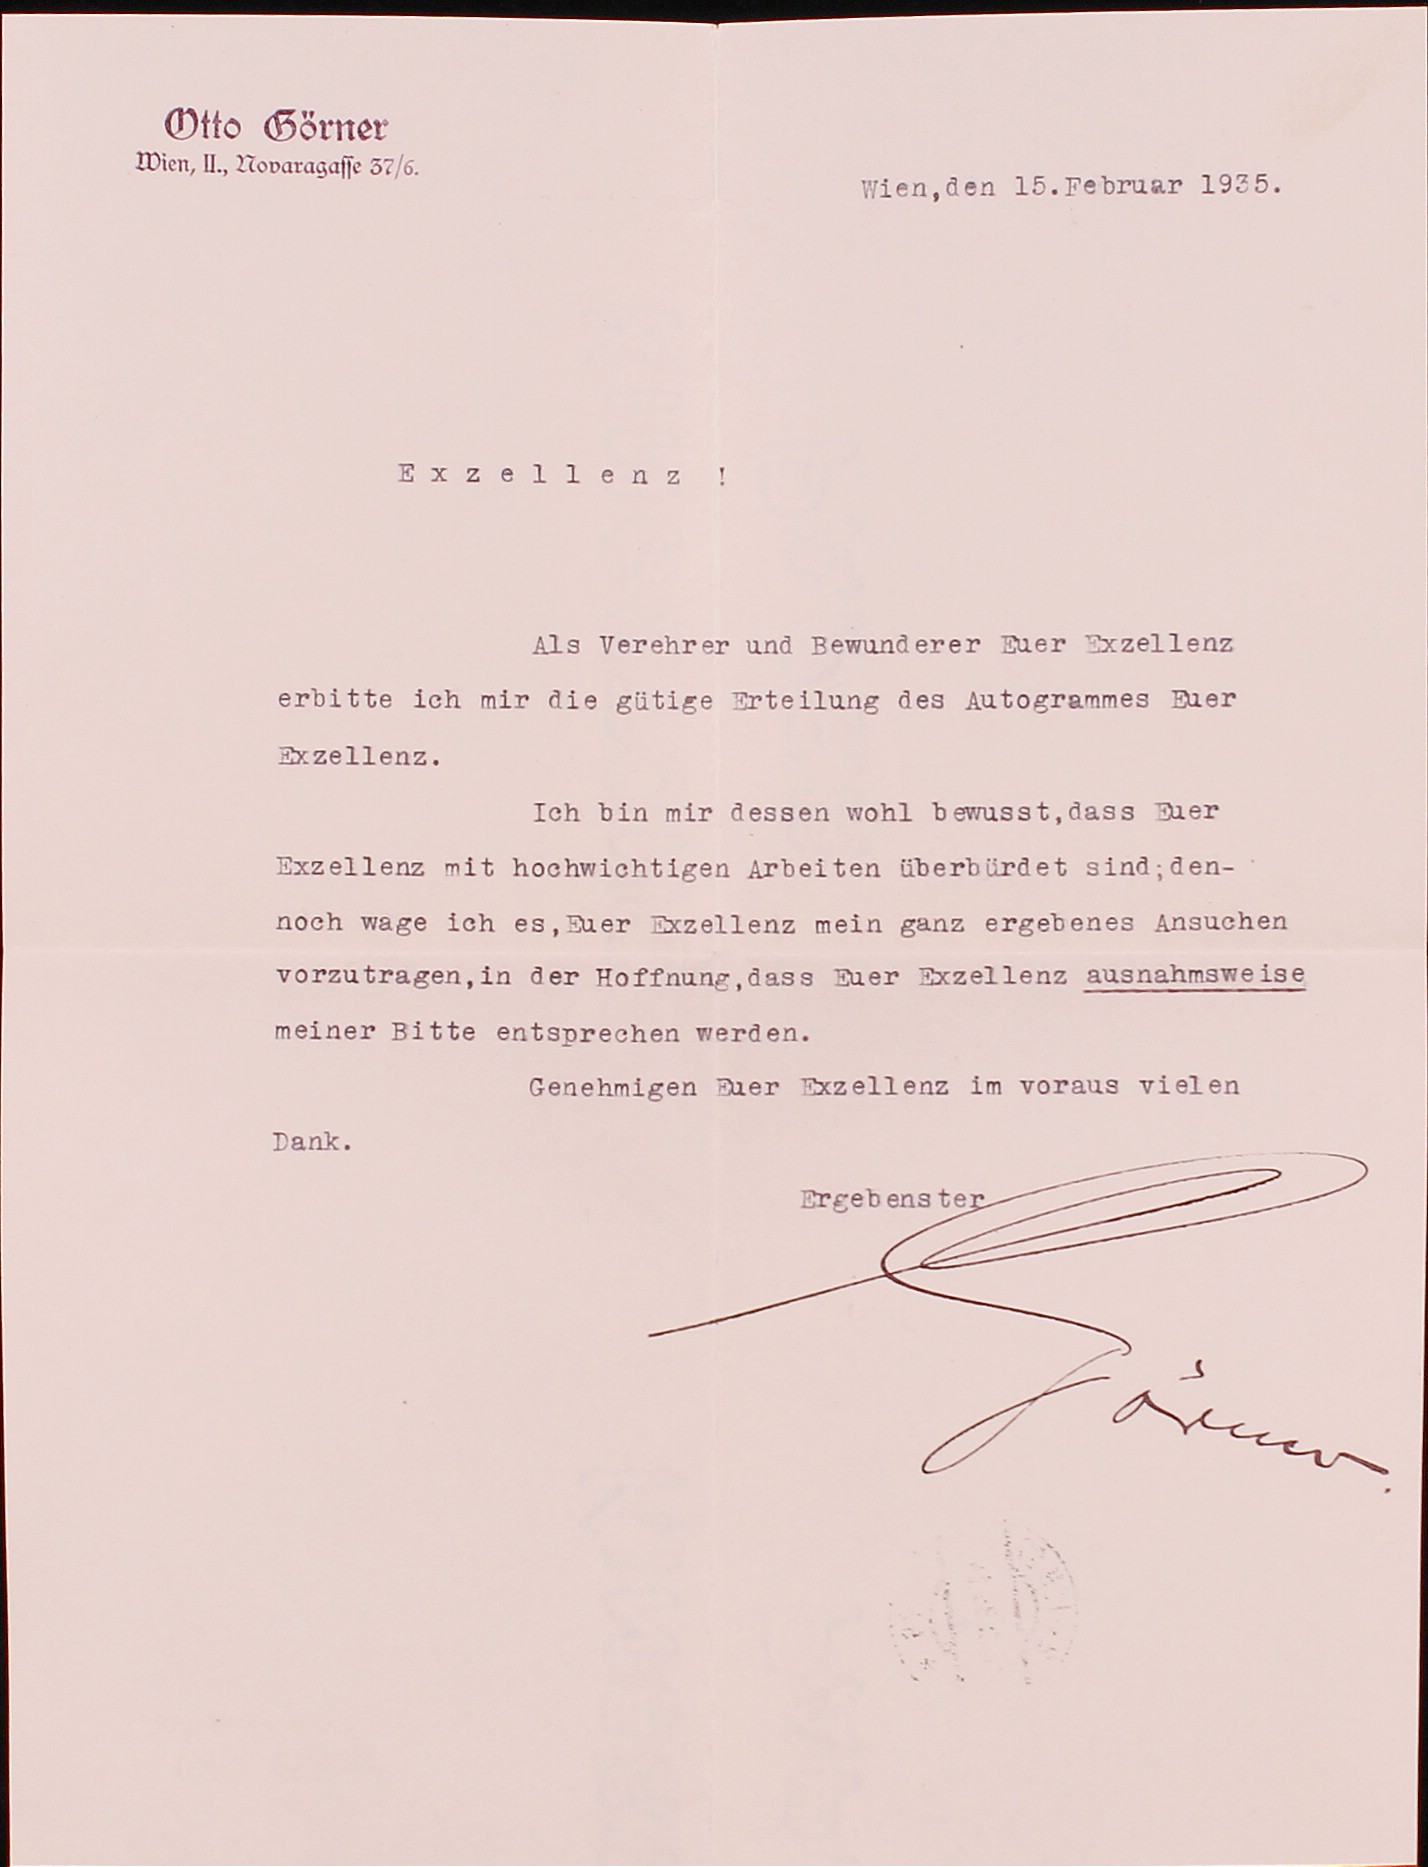 Otto Görner
Wien, II., Novaragasse 37/6.
Wien,den 15.Februar 1935.
Exzellenz !
Als Verehrer und Bewunderer Euer Exzellenz
erbitte ich mir die gütige Erteilung des Autogrammes Euer
Exzellenz.
Ich bin mir dessen wohl bewusst,dass Euer
Exzellenz mit hochwichtigen Arbeiten überbürdet sind;den-
noch wage ich es,Euer Exzellenz mein ganz ergebenes Ansuchen
vorzutragen,in der Hoffnung,dass Euer Exzellenz ausnahmsweise
meiner Bitte entsprechen werden.
Genehmigen Euer Exzellenz im voraus vielen
Dank.
Ergebenster
Görner.